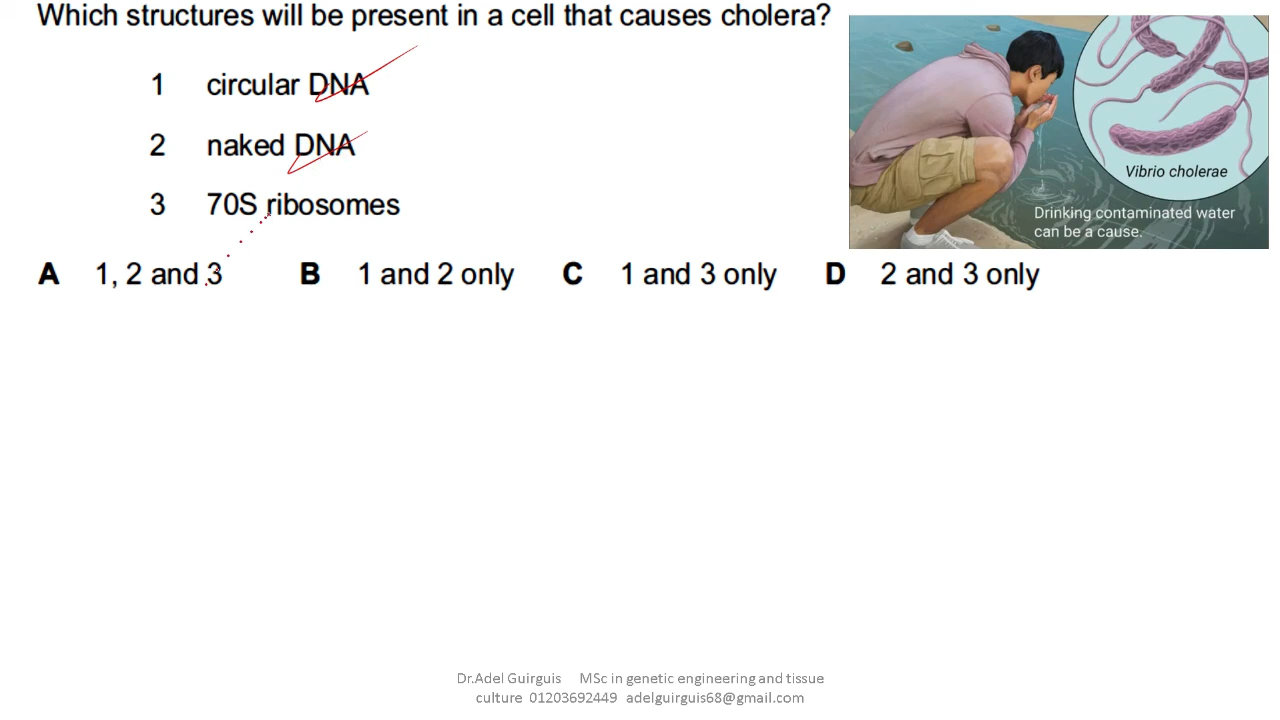 Which structures will be present in a cell that causes cholera?
1 circular DNA
2 naked DNA
3 70S ribosomes
A 1, 2 and 3 B 1 and 2 only C 1 and 3 only D 2 and 3 only
Vibrio cholerae
Drinking contaminated water
can be a cause.
Dr.Adel Guirguis MSc in genetic engineering and tissue
culture 01203692449 adelguirguis68@gmail.com